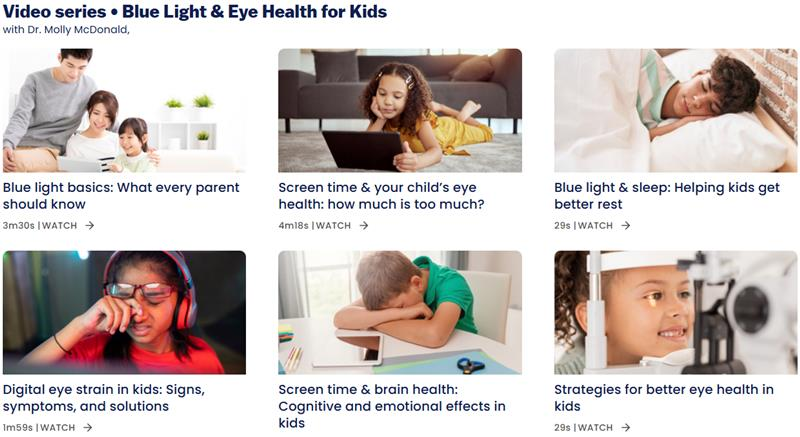 Video series • Blue Light & Eye Health for Kids
with Dr. Molly McDonald,
Blue light basics: What every parent
should know
3m30s | WATCH →
Screen time & your child's eye
health: how much is too much?
4m18s | WATCH →
Blue light & sleep: Helping kids get
better rest
29s | WATCH →
Digital eye strain in kids: Signs,
symptoms, and solutions
1m59s | WATCH →
Screen time & brain health:
Cognitive and emotional effects in
kids
Strategies for better eye health in
kids
29s | WATCH →